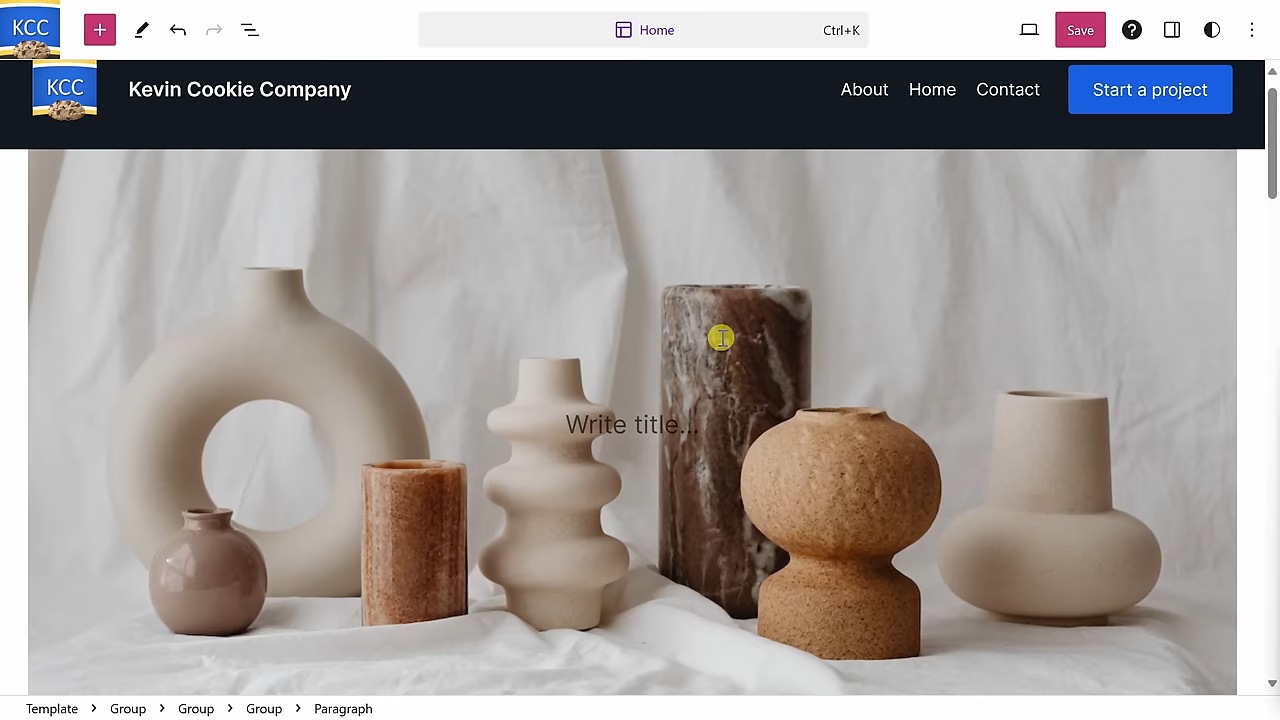 KCC
Home
Ctrl+K
Save
KCC
Kevin Cookie Company
About
Home
Contact
Start a project
Write title...
Template
Group
Group
Group
Paragraph